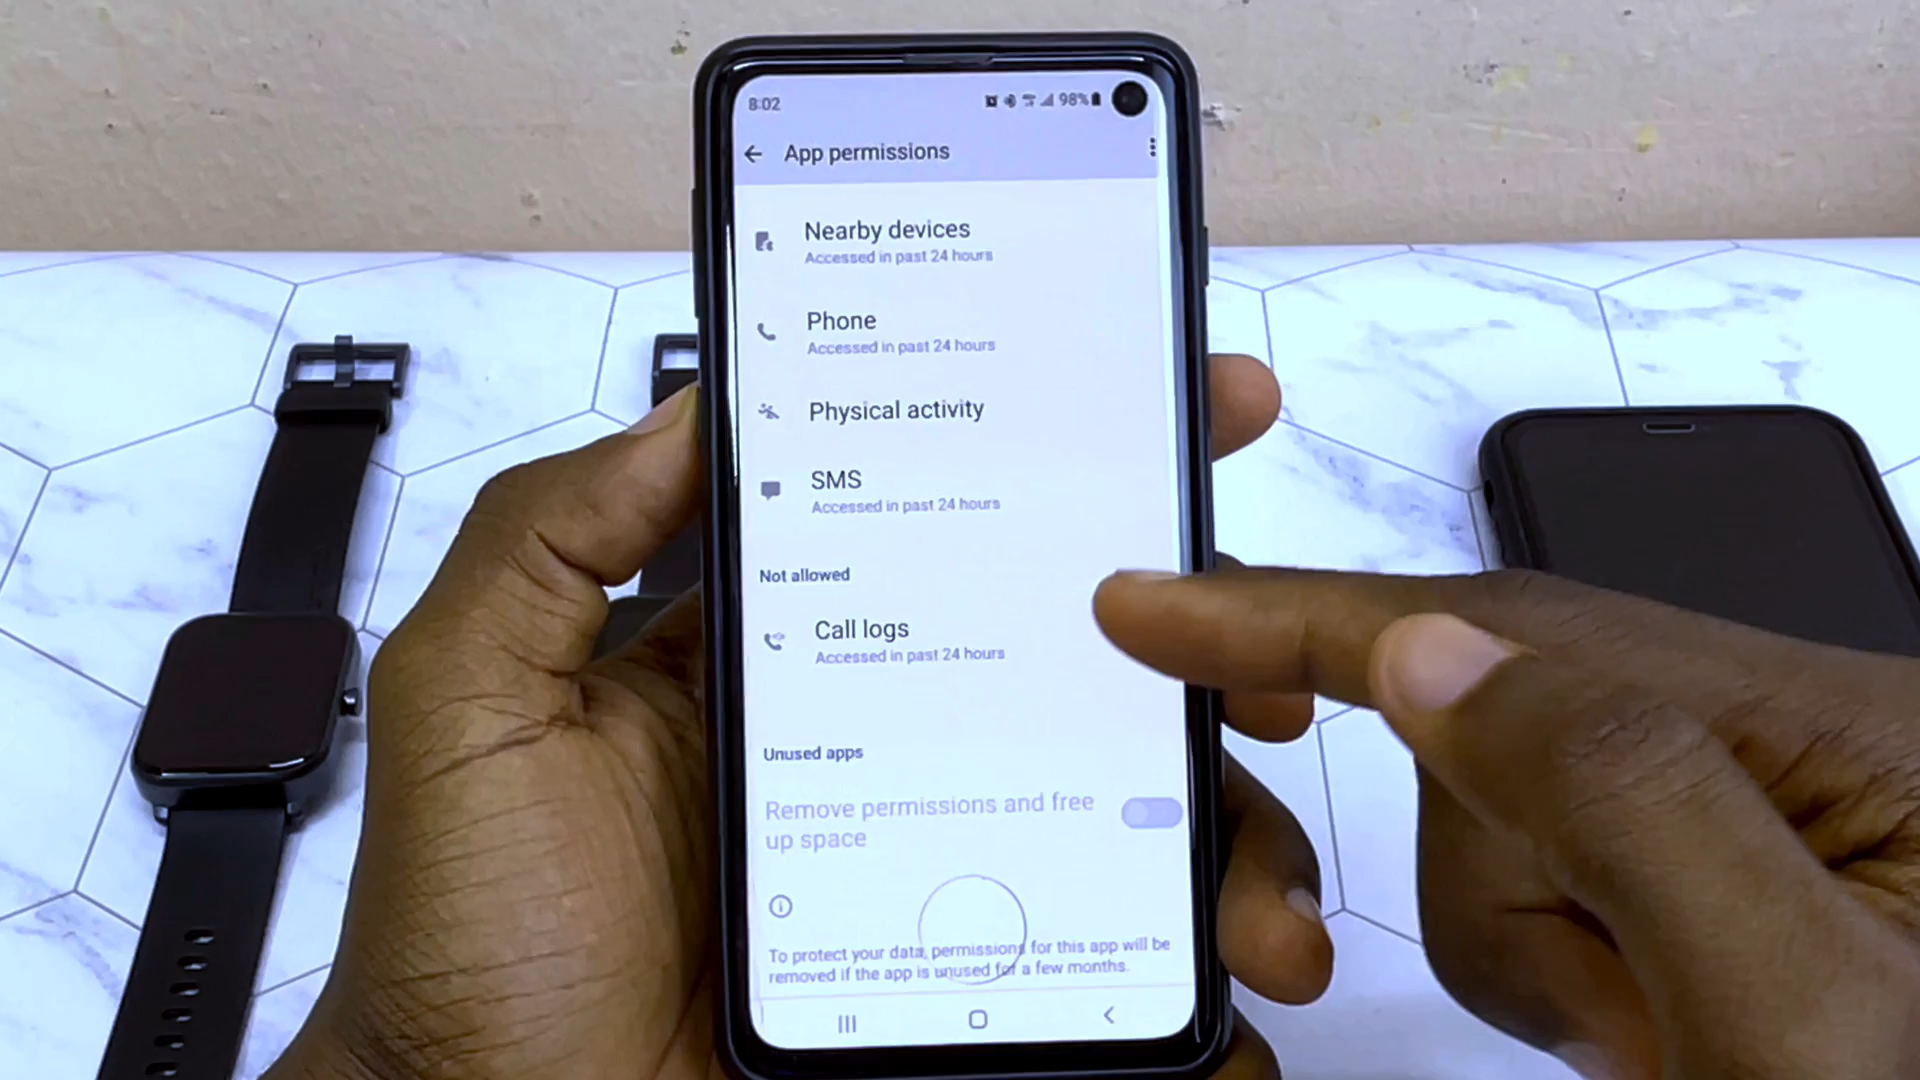 8:02
98%
App permissions
Nearby devices
Accessed in past 24 hours
Phone
Accessed in past 24 hours
Physical activity
SMS
Accessed in past 24 hours
Not allowed
Call logs
Accessed in past 24 hours
Unused apps
Remove permissions and free
up space
To protect your data, permissions for this app will be
removed if the app is unused for a few months.